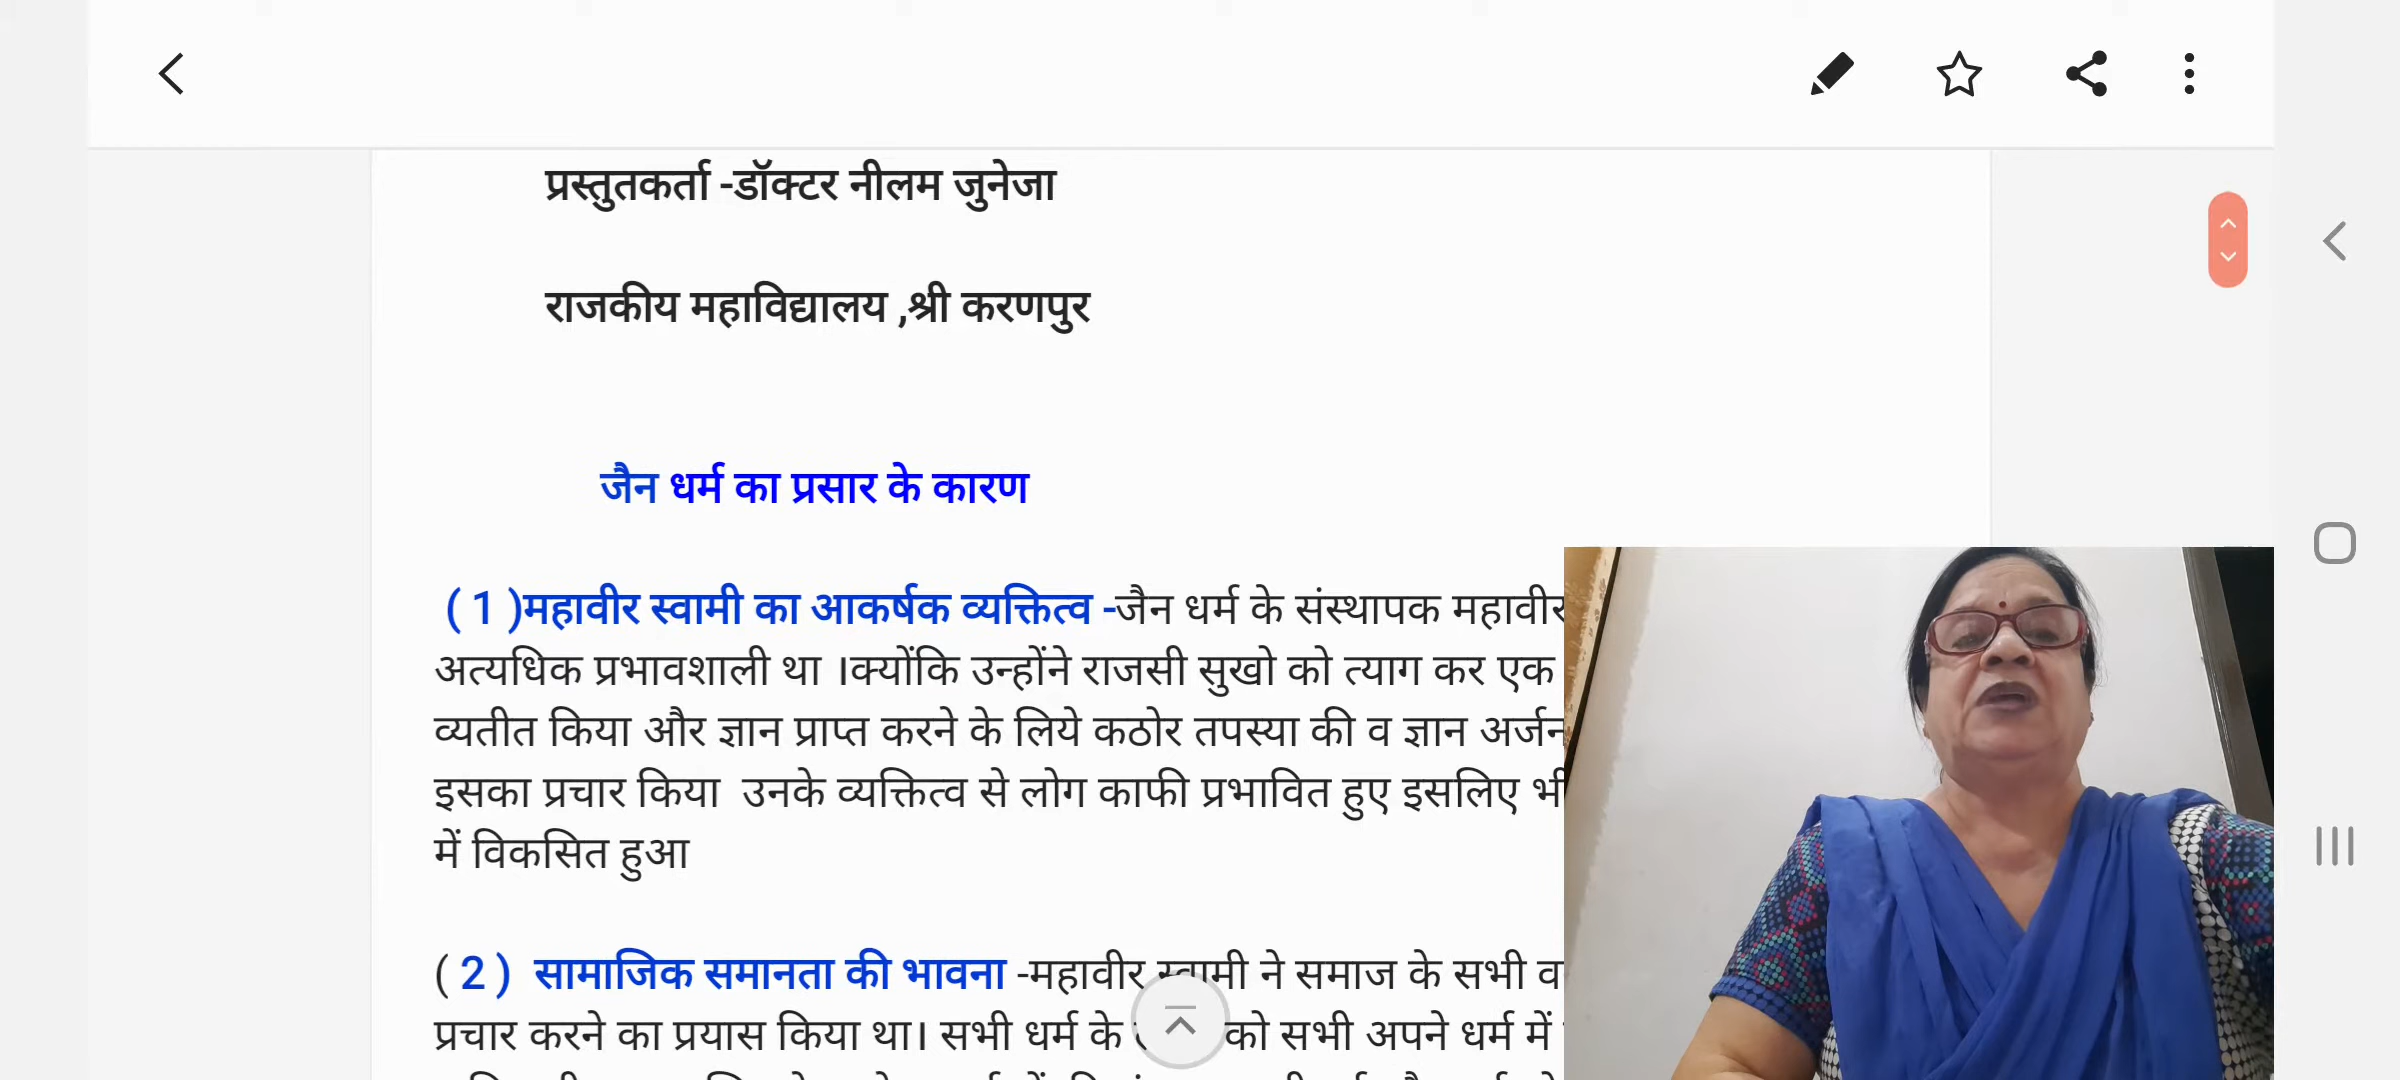 प्रस्तुतकर्ता -डॉक्टर नीलम जुनेजा
राजकीय महाविद्यालय ,श्री करणपुर
जैन धर्म का प्रसार के कारण
( 1 )महावीर स्वामी का आकर्षक व्यक्तित्व -जैन धर्म के संस्थापक महावीर
अत्यधिक प्रभावशाली था ।क्योंकि उन्होंने राजसी सुखो को त्याग कर एक
व्यतीत किया और ज्ञान प्राप्त करने के लिये कठोर तपस्या की व ज्ञान अर्जन
इसका प्रचार किया उनके व्यक्तित्व से लोग काफी प्रभावित हुए इसलिए भी
में विकसित हुआ
( 2 ) सामाजिक समानता की भावना -महावीर स्वामी ने समाज के सभी
प्रचार करने का प्रयास किया था। सभी धर्म के को सभी अपने धर्म में